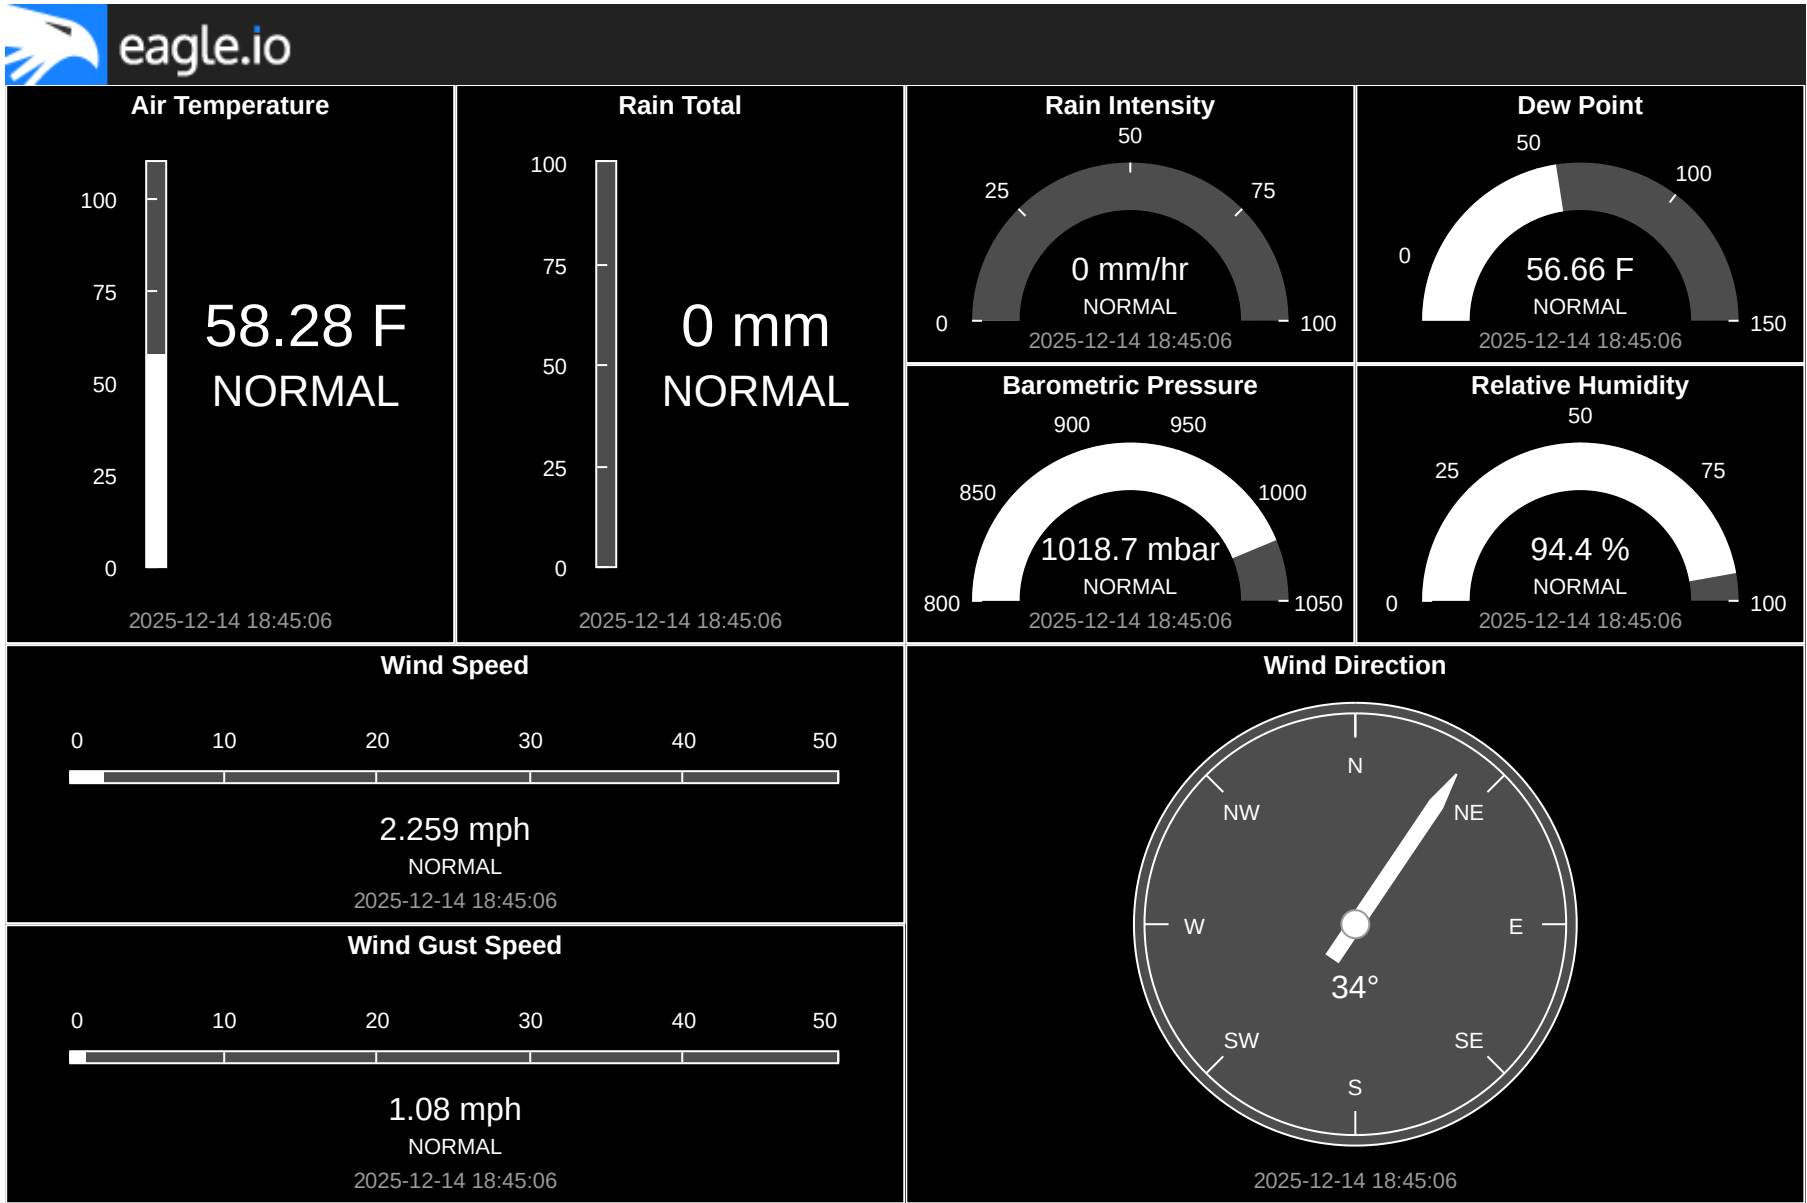 eagle.io
Air Temperature
100
75
50
25
0
58.28 F
NORMAL
2025-12-14 18:45:06
Rain Total
100
75
50
25
0
0 mm
NORMAL
2025-12-14 18:45:06
Rain Intensity
0
25
50
75
100
0 mm/hr
NORMAL
2025-12-14 18:45:06
Dew Point
0
50
100
150
56.66 F
NORMAL
2025-12-14 18:45:06
Barometric Pressure
800
850
900
950
1000
1050
1018.7 mbar
NORMAL
2025-12-14 18:45:06
Relative Humidity
0
25
50
75
100
94.4 %
NORMAL
2025-12-14 18:45:06
Wind Speed
0 10 20 30 40 50
2.259 mph
NORMAL
2025-12-14 18:45:06
Wind Gust Speed
0 10 20 30 40 50
1.08 mph
NORMAL
2025-12-14 18:45:06
Wind Direction
N
NW NE
W E
34°
SW SE
S
2025-12-14 18:45:06